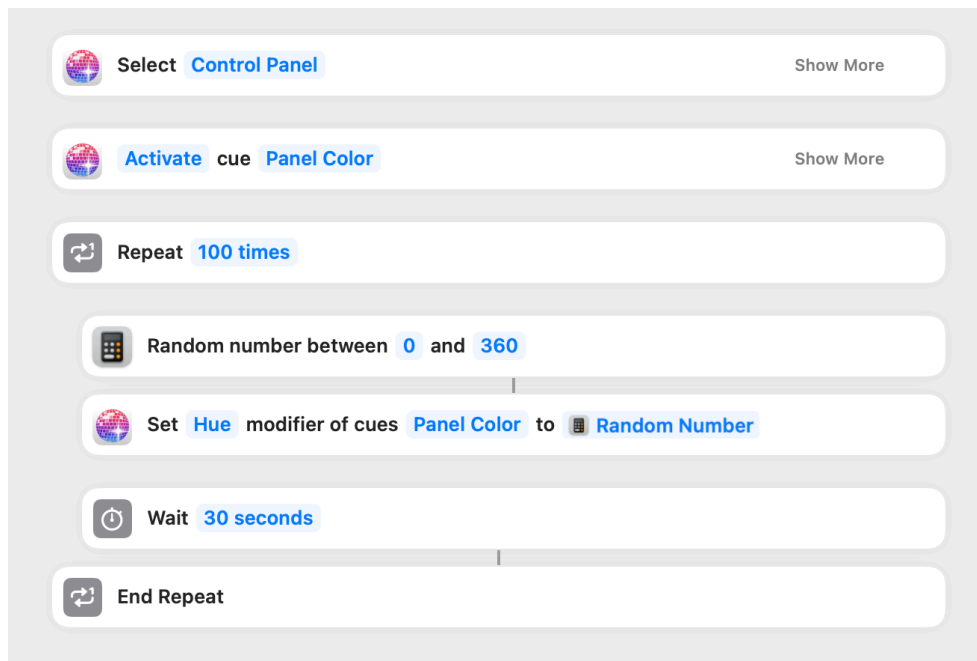 Select Control Panel Show More
Activate cue Panel Color Show More
Repeat 100 times
Random number between 0 and 360
Set Hue modifier of cues Panel Color to Random Number
Wait 30 seconds
End Repeat